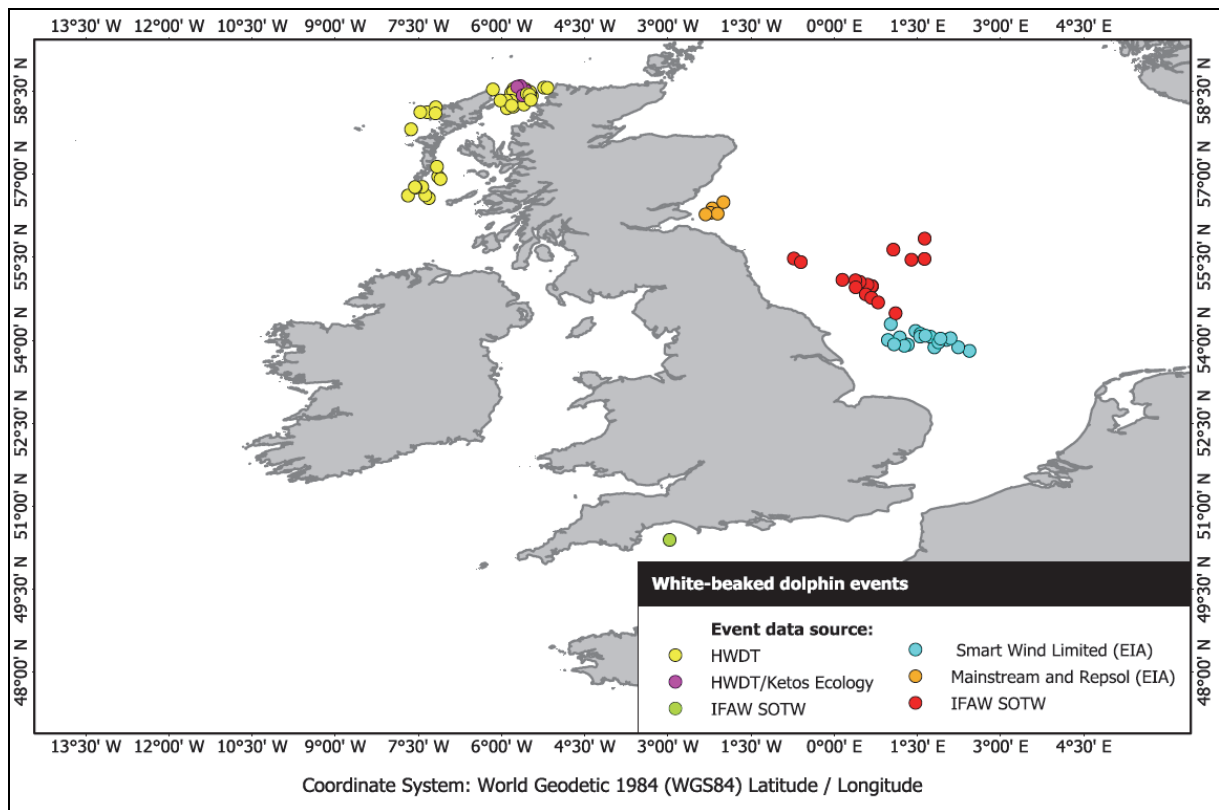 13°30' W 12°00' W 10°30' W 9°00' W 7°30' W 6°00' W 4°30' W 3°00' W 1°30' W 0°00' E 1°30' E 3°00' E 4°30' E
58°30' N 58°30' N
57°00' N 57°00' N
55°30' N 55°30' N
54°00' N 54°00' N
52°30' N 52°30' N
51°00' N 51°00' N
49°30' N 49°30' N
48°00' N 48°00' N
White-beaked dolphin events
Event data source:
HWDT
HWDT/Ketos Ecology
IFAW SOTW
Smart Wind Limited (EIA)
Mainstream and Repsol (EIA)
IFAW SOTW
13°30' W 12°00' W 10°30' W 9°00' W 7°30' W 6°00' W 4°30' W 3°00' W 1°30' W 0°00' E 1°30' E 3°00' E 4°30' E
Coordinate System: World Geodetic 1984 (WGS84) Latitude / Longitude